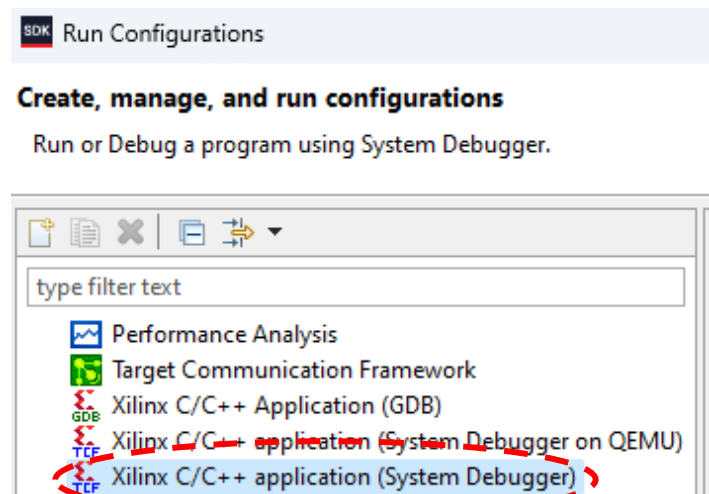 SDK Run Configurations
Create, manage, and run configurations
Run or Debug a program using System Debugger.
type filter text
Performance Analysis
Target Communication Framework
GDB Xilinx C/C++ Application (GDB)
TCF Xilinx C/C++ application (System Debugger on QEMU)
TCF Xilinx C/C++ application (System Debugger)